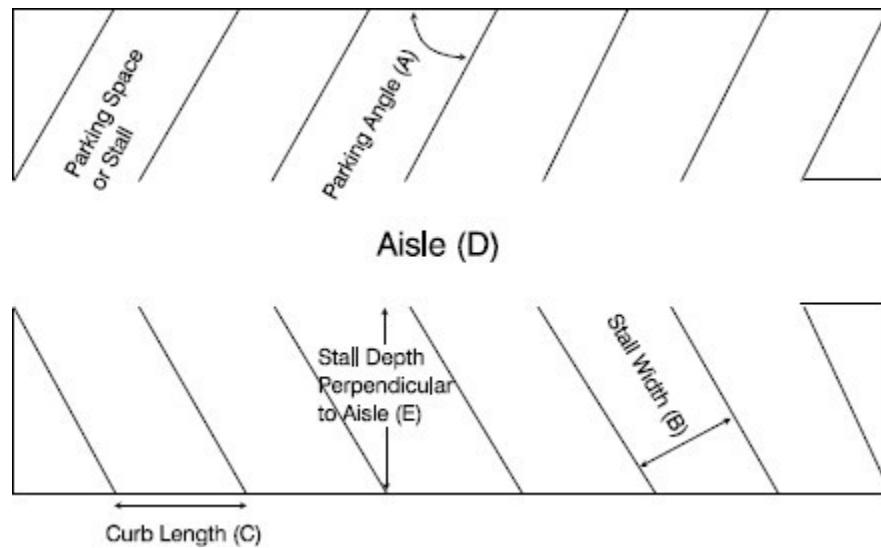 Parking Space
or Stall
Parking Angle (A)
Aisle (D)
Stall Depth
Perpendicular
to Aisle (E)
Stall Width (B)
Curb Length (C)